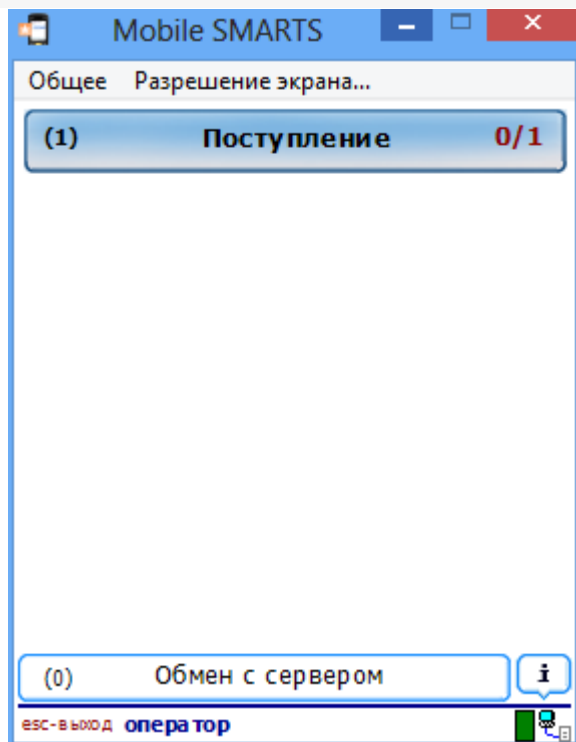 Mobile SMARTS
Общее Разрешение экрана...
(1) Поступление 0/1
(0) Обмен с сервером i
esc-выход оператор